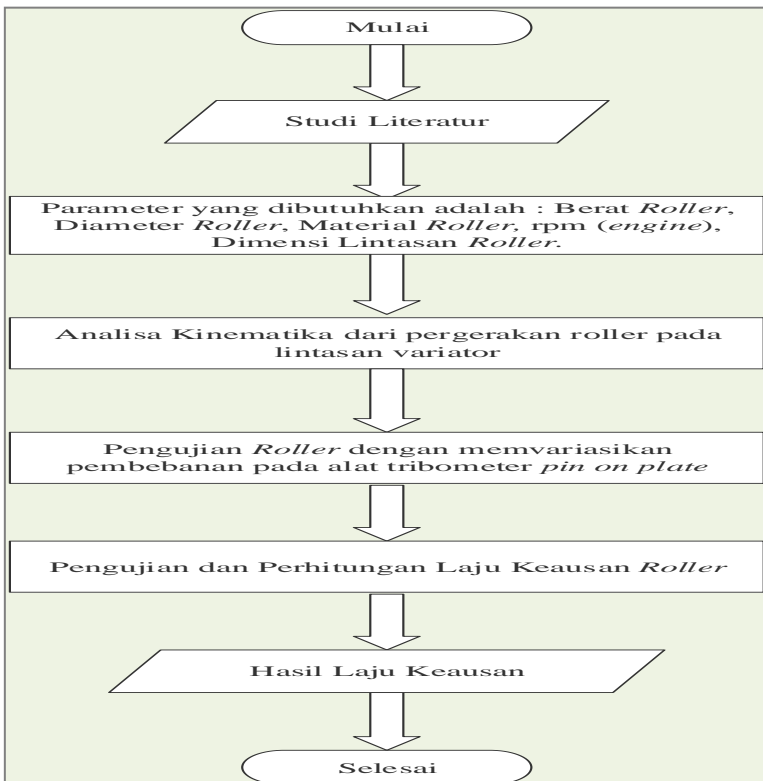 Mulai
Studi Literatur
Parameter yang dibutuhkan adalah : Berat Roller,
Diameter Roller, Material Roller, rpm (engine),
Dimensi Lintasan Roller.
Analisa Kinematika dari pergerakan roller pada
lintasan variator
Pengujian Roller dengan memvariasikan
pembebanan pada alat tribometer pin on plate
Pengujian dan Perhitungan Laju Keausan Roller
Hasil Laju Keausan
Selesai